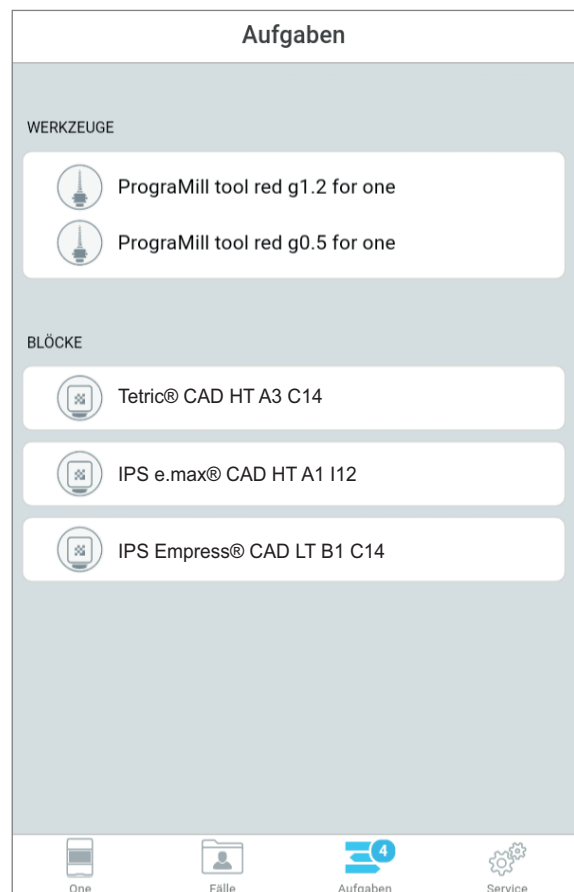 Aufgaben
WERKZEUGE
PrograMill tool red g1.2 for one
PrograMill tool red g0.5 for one
BLÖCKE
Tetric® CAD HT A3 C14
IPS e.max® CAD HT A1 I12
IPS Empress® CAD LT B1 C14
4
One Fälle Aufgaben Service